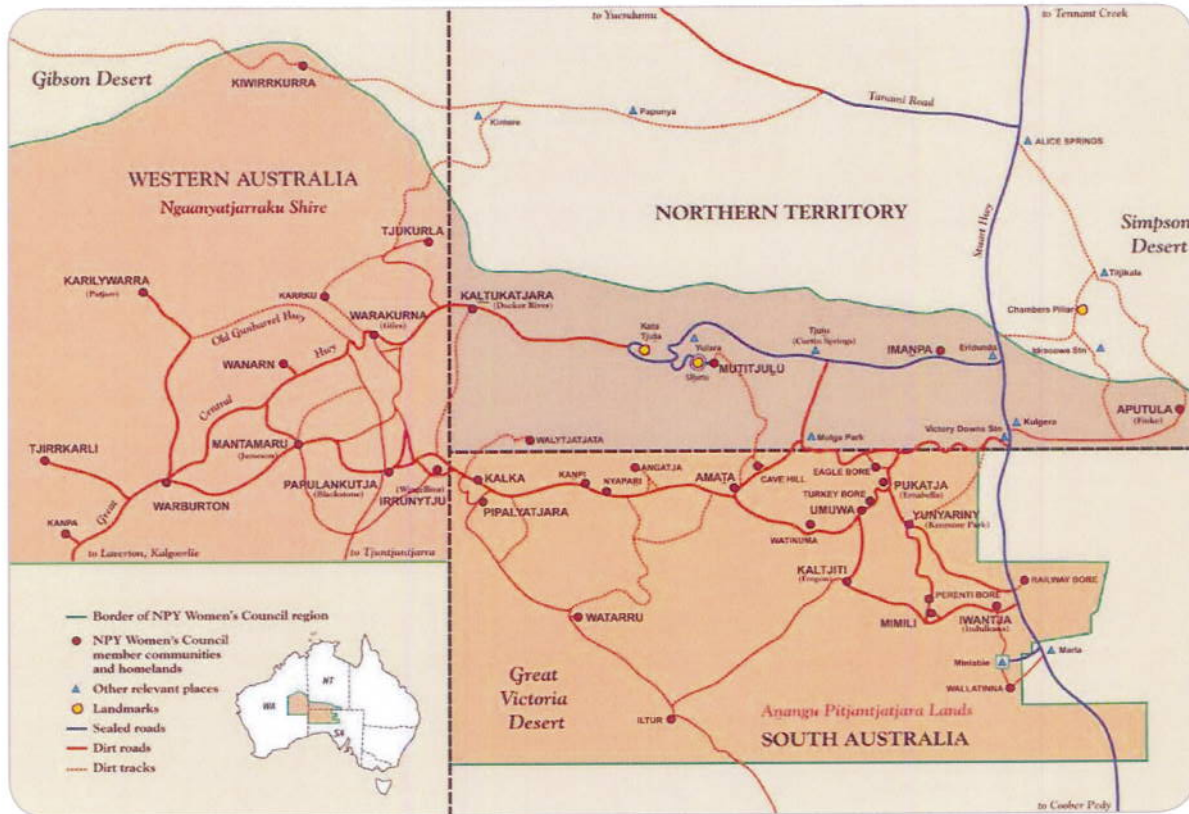 to Yuendumu
to Tennant Creek
Gibson Desert
KIWIRRKURRA
Tanami Road
Papunya
Kintore
ALICE SPRINGS
WESTERN AUSTRALIA
Ngaanyatjarraku Shire
NORTHERN TERRITORY
Stuart Hwy
Simpson
Desert
TJUKURLA
Titjikala
KARILYWARRA
(Patjarr)
KARRKU
KALTUKATJARA
(Docker River)
Chambers Pillar
Old Gunbarrel Hwy
WARAKURNA
(Giles)
Kata
Tjuta
Yulara
Tjulu
(Curtin Springs)
IMANPA
Erldunda
Idracowra Stn
WANARN
Hwy
Uluru
MUTITJULU
Central
APUTULA
(Finke)
Kulgera
TJIRRKARLI
MANTAMARU
(Jameson)
WALYTJATJATA
Mulga Park
Victory Downs Stn
KALKA
KANPI
ANGATJA
NYAPARI
AMATA
CAVE HILL
EAGLE BORE
PUKATJA
(Ernabella)
PAPULANKUTJA
(Blackstone)
(Wingellina)
IRRUNYTJU
WARBURTON
Great
PIPALYATJARA
TURKEY BORE
UMUWA
YUNYARINY
(Kenmore Park)
KANPA
WATINUMA
to Laverton, Kalgoorlie
to Tjuntjuntjarra
KALTJITI
(Fregon)
RAILWAY BORE
PERENTI BORE
Border of NPY Women's Council region
WATARRU
MIMILI
IWANTJA
(Indulkana)
NPY Women's Council
member communities
and homelands
Mintabie
Marla
Other relevant places
Great
Victoria
Desert
WALLATINNA
Landmarks
NT
WA
SA
Sealed roads
ILTUR
Anangu Pitjantjatjara Lands
SOUTH AUSTRALIA
Dirt roads
Dirt tracks
to Coober Pedy